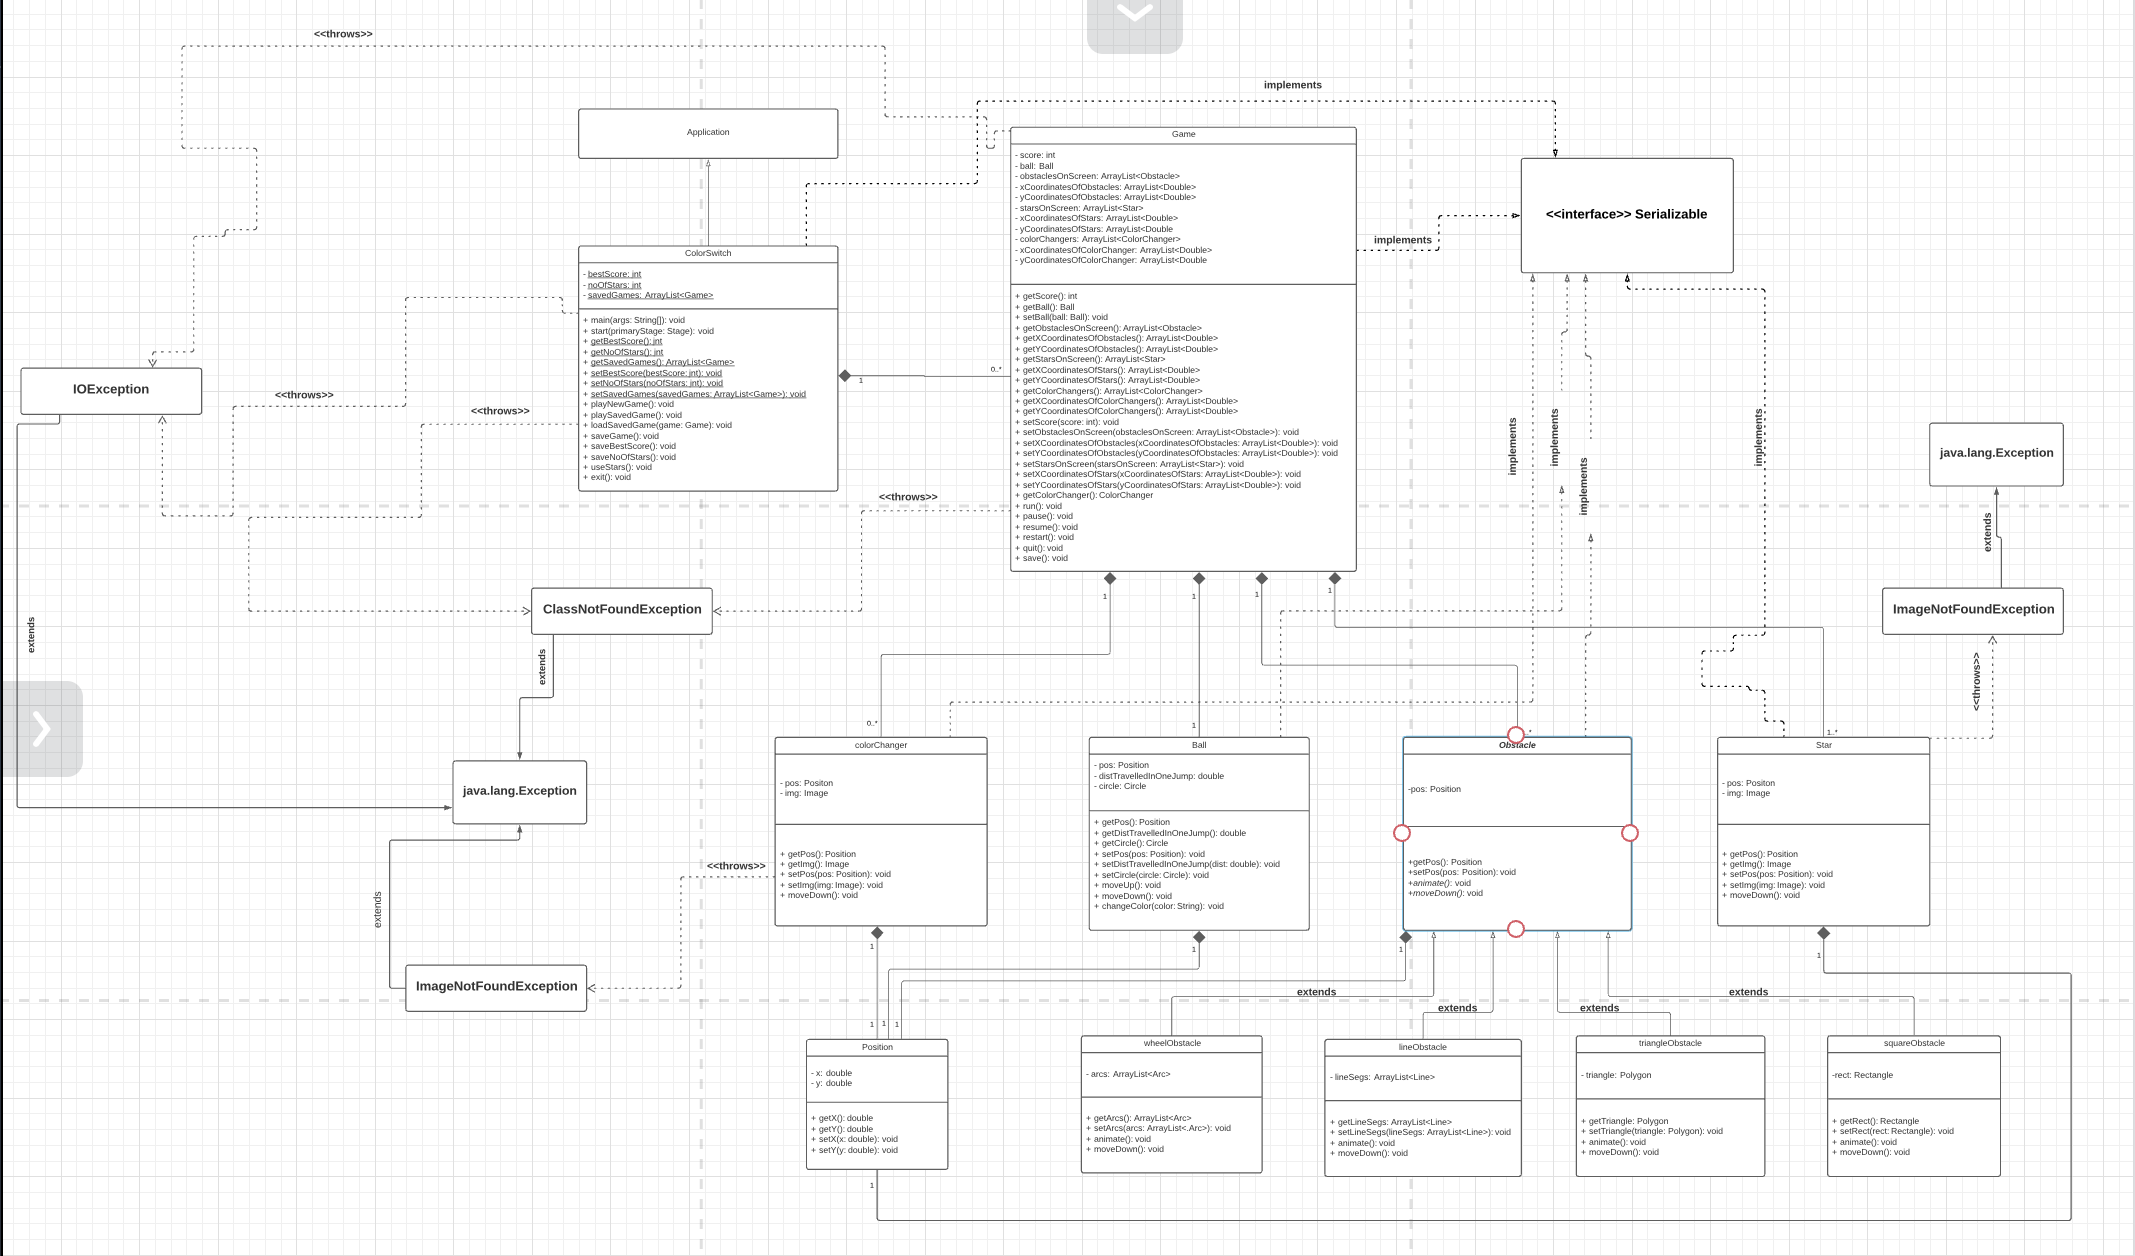 <<throws>>
implements
Application
Game
- score: int
- ball: Ball
- obstaclesOnScreen: ArrayList<Obstacle>
- xCoordinatesOfObstacles: ArrayList<Double>
- yCoordinatesOfObstacles: ArrayList<Double>
- starsOnScreen: ArrayList<Star>
- xCoordinatesOfStars: ArrayList<Double>
- yCoordinatesOfStars: ArrayList<Double
- colorChangers: ArrayList<ColorChanger>
- xCoordinatesOfColorChanger: ArrayList<Double>
- yCoordinatesOfColorChanger: ArrayList<Double
+ getScore(): int
+ getBall(): Ball
+ setBall(ball: Ball): void
+ getObstaclesOnScreen(): ArrayList<Obstacle>
+ getXCoordinatesOfObstacles(): ArrayList<Double>
+ getYCoordinatesOfObstacles(): ArrayList<Double>
+ getStarsOnScreen(): ArrayList<Star>
+ getXCoordinatesOfStars(): ArrayList<Double>
+ getYCoordinatesOfStars(): ArrayList<Double>
+ getColorChangers(): ArrayList<ColorChanger>
+ getXCoordinatesOfColorChangers(): ArrayList<Double>
+ getYCoordinatesOfColorChangers(): ArrayList<Double>
+ setScore(score: int): void
+ setObstaclesOnScreen(obstaclesOnScreen: ArrayList<Obstacle>): void
+ setXCoordinatesOfObstacles(xCoordinatesOfObstacles: ArrayList<Double>): void
+ setYCoordinatesOfObstacles(yCoordinatesOfObstacles: ArrayList<Double>): void
+ setStarsOnScreen(starsOnScreen: ArrayList<Star>): void
+ setXCoordinatesOfStars(xCoordinatesOfStars: ArrayList<Double>): void
+ setYCoordinatesOfStars(yCoordinatesOfStars: ArrayList<Double>): void
+ getColorChanger(): ColorChanger
+ run(): void
+ pause(): void
+ resume(): void
+ restart(): void
+ quit(): void
+ save(): void
implements
<<interface>> Serializable
ColorSwitch
- bestScore: int
- noOfStars: int
- savedGames: ArrayList<Game>
+ main(args: String[]): void
+ start(primaryStage: Stage): void
+ getBestScore(): int
+ getNoOfStars(): int
+ getSavedGames(): ArrayList<Game>
+ setBestScore(bestScore: int): void
+ setNoOfStars(noOfStars: int): void
+ setSavedGames(savedGames: ArrayList<Game>): void
+ playNewGame(): void
+ playSavedGame(): void
+ loadSavedGame(game: Game): void
+ saveGame(): void
+ saveBestScore(): void
+ saveNoOfStars(): void
+ useStars(): void
+ exit(): void
1
0..*
IOException
<<throws>>
<<throws>>
<<throws>>
implements
implements
implements
implements
java.lang.Exception
extends
ImageNotFoundException
<<throws>>
extends
ClassNotFoundException
extends
java.lang.Exception
extends
ImageNotFoundException
<<throws>>
1
1
1
1
0..*
1
*
1..*
colorChanger
- pos: Positon
- img: Image
+ getPos(): Position
+ getImg(): Image
+ setPos(pos: Position): void
+ setImg(img: Image): void
+ moveDown(): void
Ball
- pos: Position
- distTravelledInOneJump: double
- circle: Circle
+ getPos(): Position
+ getDistTravelledInOneJump(): double
+ getCircle(): Circle
+ setPos(pos: Position): void
+ setDistTravelledInOneJump(dist: double): void
+ setCircle(circle: Circle): void
+ moveUp(): void
+ moveDown(): void
+ changeColor(color: String): void
Obstacle
-pos: Position
+getPos(): Position
+setPos(pos: Position): void
+animate(): void
+moveDown(): void
Star
- pos: Positon
- img: Image
+ getPos(): Position
+ getImg(): Image
+ setPos(pos: Position): void
+ setImg(img: Image): void
+ moveDown(): void
1
1
1
1
extends
extends
extends
extends
1
1
1
Position
- x: double
- y: double
+ getX(): double
+ getY(): double
+ setX(x: double): void
+ setY(y: double): void
1
wheelObstacle
- arcs: ArrayList<Arc>
+ getArcs(): ArrayList<Arc>
+ setArcs(arcs: ArrayList<.Arc>): void
+ animate(): void
+ moveDown(): void
lineObstacle
- lineSegs: ArrayList<Line>
+ getLineSegs: ArrayList<Line>
+ setLineSegs(lineSegs: ArrayList<Line>): void
+ animate(): void
+ moveDown(): void
triangleObstacle
- triangle: Polygon
+ getTriangle: Polygon
+ setTriangle(triangle: Polygon): void
+ animate(): void
+ moveDown(): void
squareObstacle
-rect: Rectangle
+ getRect(): Rectangle
+ setRect(rect: Rectangle): void
+ animate(): void
+ moveDown(): void